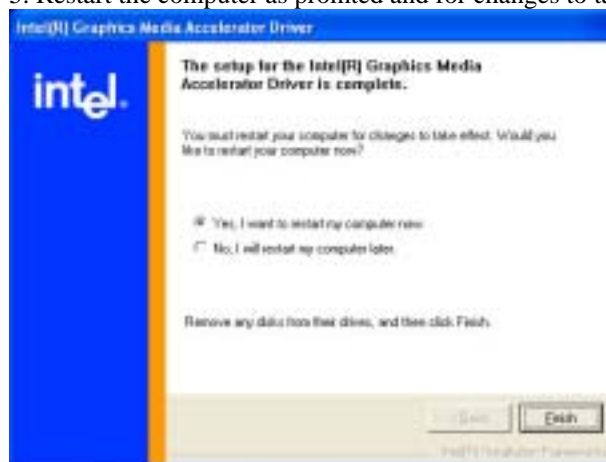 5. Restart the computer as promted and for changes to ta
Intel(R) Graphics Media Accelerator Driver
intel.
The setup for the Intel(R) Graphics Media
Accelerator Driver is complete.
You must restart your computer for changes to take effect. Would you
like to restart your computer now?
Yes, I want to restart my computer now.
No, I will restart my computer later.
Remove any disks from their drives, and then click Finish.
< Back
Finish